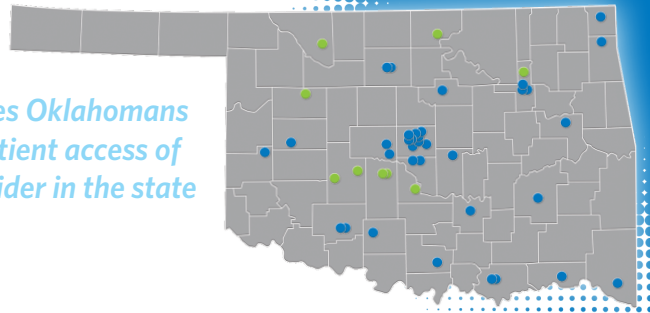 es Oklahomans
tient access of
ider in the state